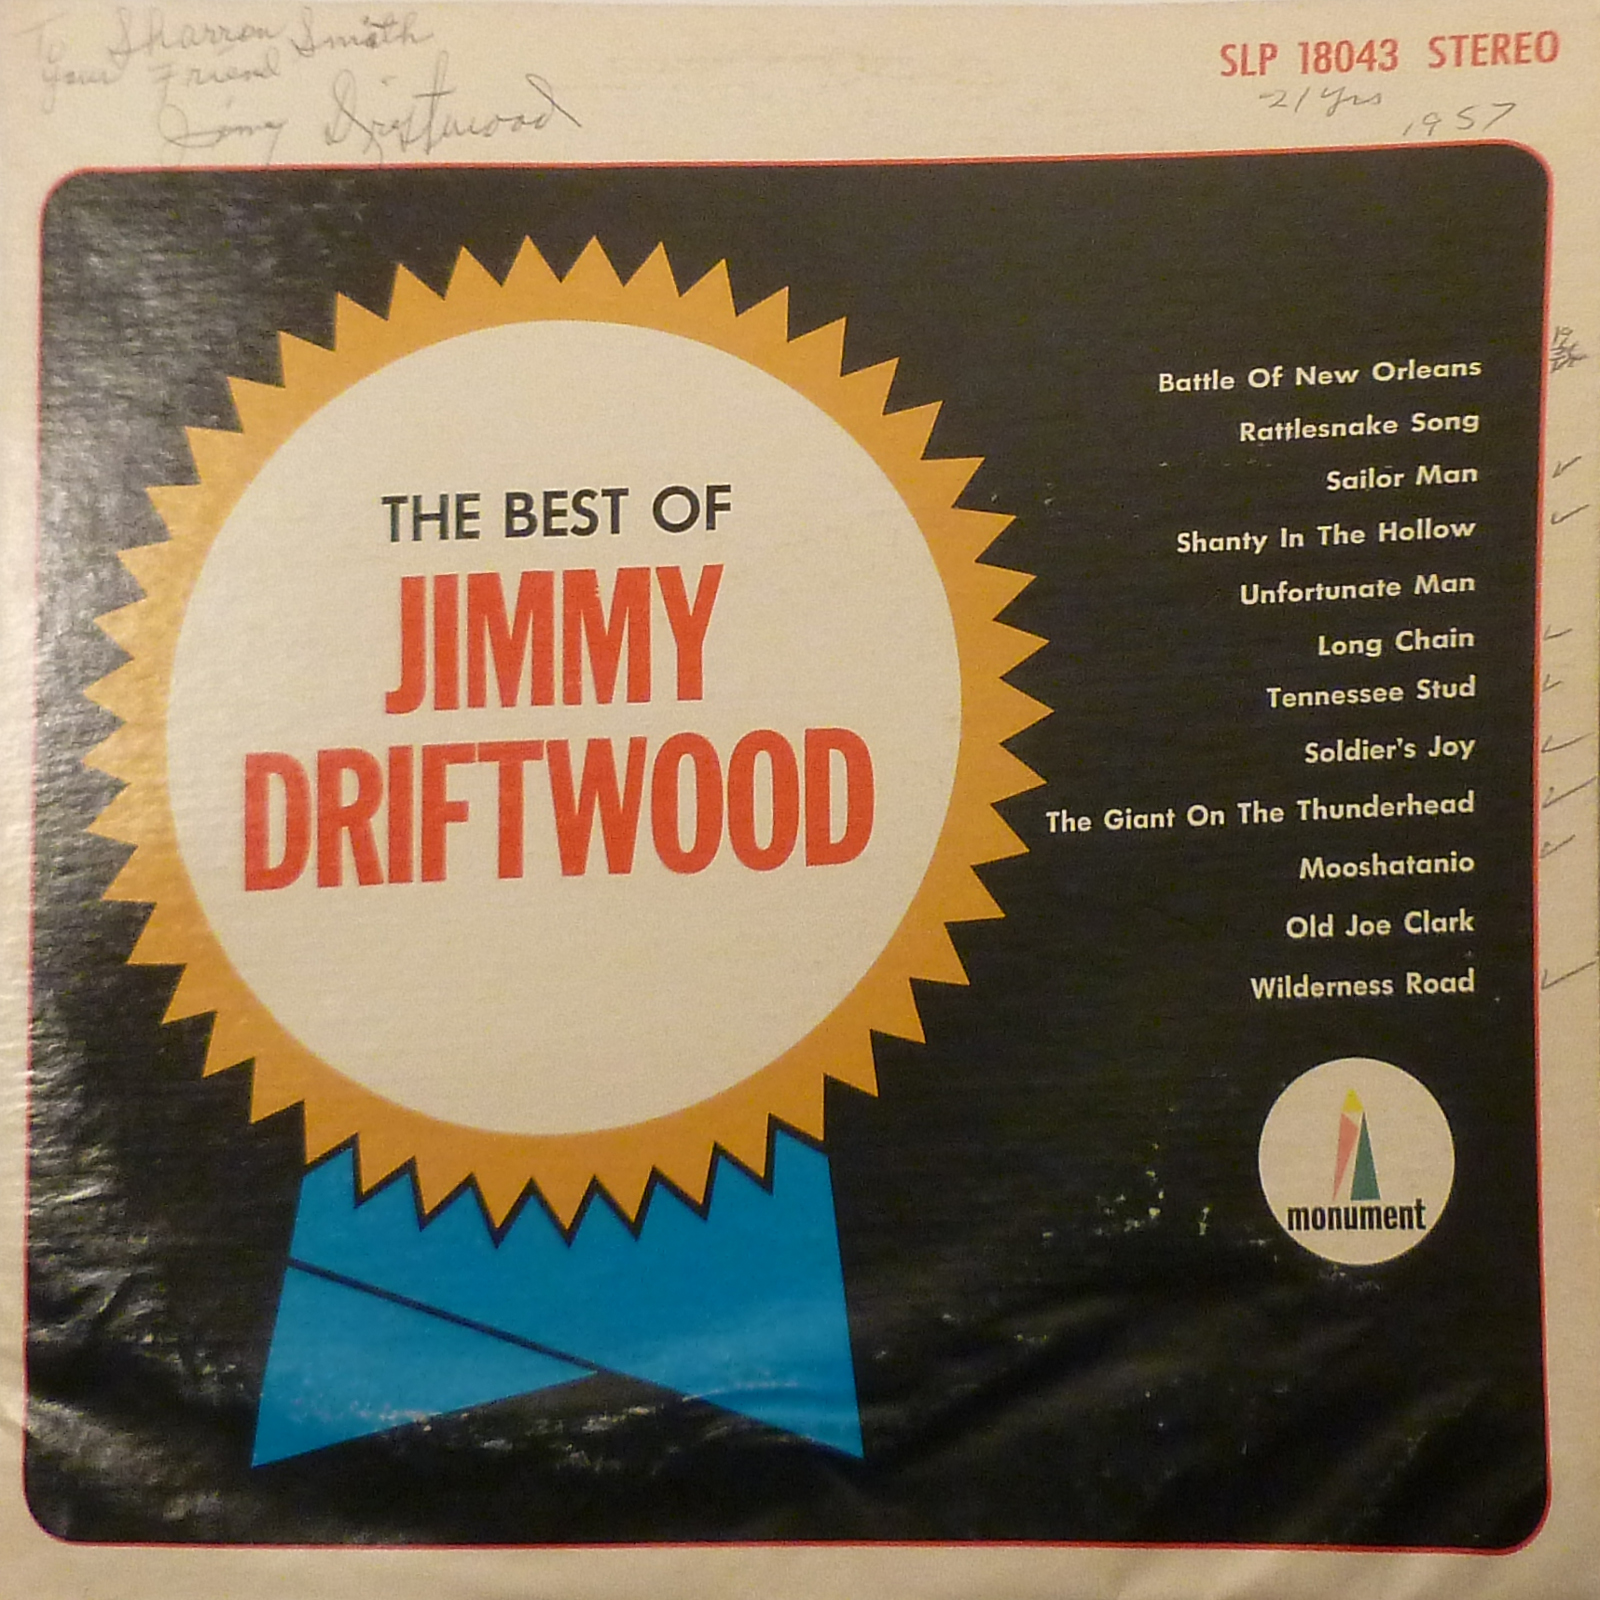 To Sharron Smith
Your Friend
Jimmy Driftwood
SLP 18043 STEREO
21 Yrs
1957
THE BEST OF
JIMMY
DRIFTWOOD
Battle Of New Orleans
Rattlesnake Song
Sailor Man
Shanty In The Hollow
Unfortunate Man
Long Chain
Tennessee Stud
Soldier's Joy
The Giant On The Thunderhead
Mooshatanio
Old Joe Clark
Wilderness Road
monument